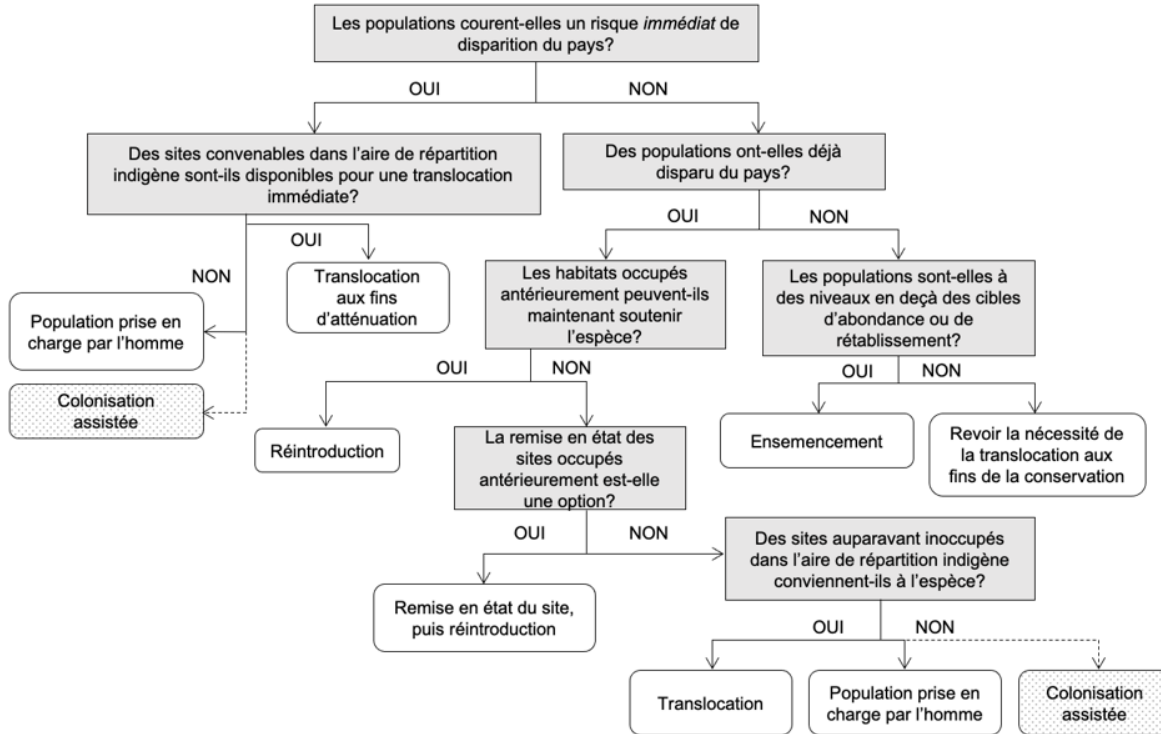 Les populations courent-elles un risque immédiat de
disparition du pays?
OUI
NON
Des sites convenables dans l'aire de répartition
indigène sont-ils disponibles pour une translocation
immédiate?
Des populations ont-elles déjà
disparu du pays?
OUI
NON
OUI
NON
Translocation
aux fins
d'atténuation
Population prise en
charge par l'homme
Colonisation
assistée
Les habitats occupés
antérieurement peuvent-ils
maintenant soutenir
l'espèce?
Les populations sont-elles à
des niveaux en deçà des cibles
d'abondance ou de
rétablissement?
OUI
NON
OUI
NON
Réintroduction
La remise en état des
sites occupés
antérieurement est-elle
une option?
Ensemencement
Revoir la nécessité de
la translocation aux
fins de la conservation
OUI
NON
Des sites auparavant inoccupés
dans l'aire de répartition indigène
conviennent-ils à l'espèce?
Remise en état du site,
puis réintroduction
OUI
NON
Translocation
Population prise en
charge par l'homme
Colonisation
assistée